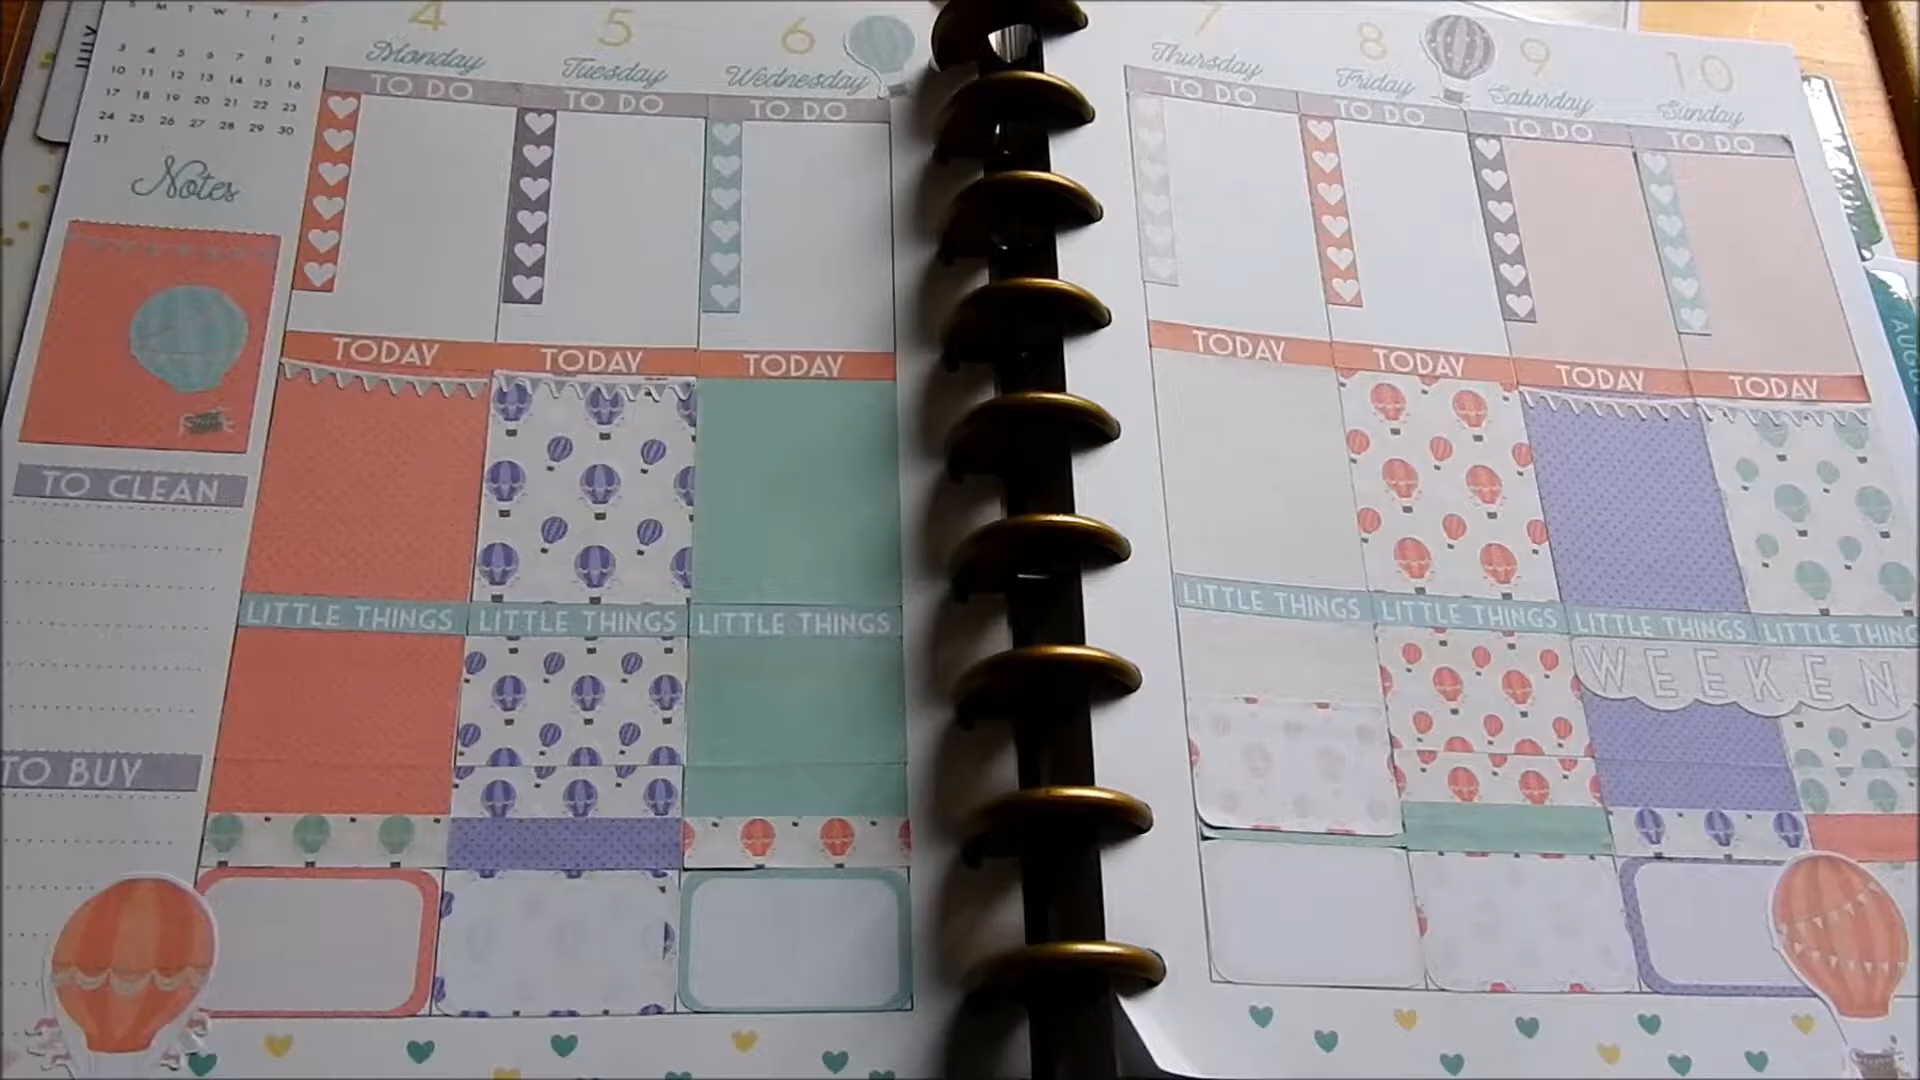 JULY
S M T W T F S
1 2
3 4 5 6 7 8 9
10 11 12 13 14 15 16
17 18 19 20 21 22 23
24 25 26 27 28 29 30
31
Notes
TO CLEAN
TO BUY
4 5 6
Monday Tuesday Wednesday
TO DO TO DO TO DO
TODAY TODAY TODAY
LITTLE THINGS LITTLE THINGS LITTLE THINGS
7 8 9 10
Thursday Friday Saturday Sunday
TO DO TO DO TO DO TO DO
TODAY TODAY TODAY TODAY
LITTLE THINGS LITTLE THINGS LITTLE THINGS LITTLE THING
WEEKEN
AUGU